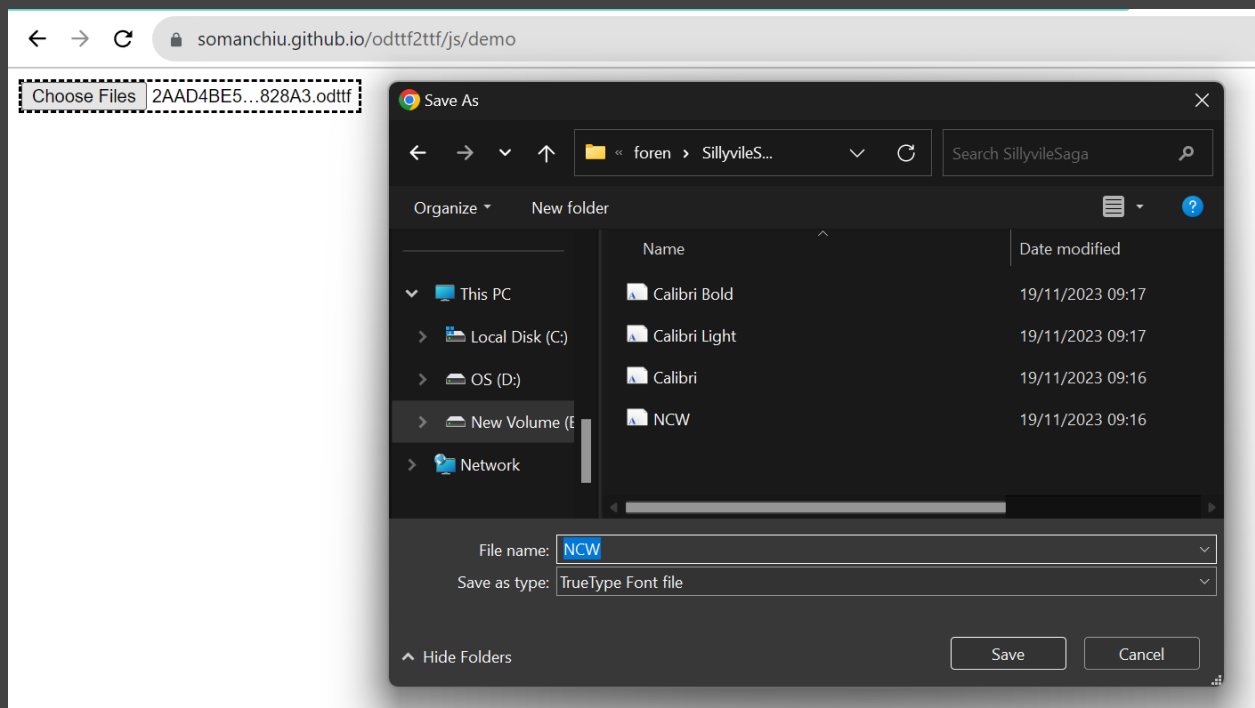 somanchiu.github.io/odttf2ttf/js/demo
Choose Files 2AAD4BE5...828A3.odttf
Save As
« foren › SillyvileS...
Search SillyvileSaga
Organize
New folder
?
Name
Date modified
This PC
Local Disk (C:)
OS (D:)
New Volume (E
Network
Calibri Bold 19/11/2023 09:17
Calibri Light 19/11/2023 09:17
Calibri 19/11/2023 09:16
NCW 19/11/2023 09:16
File name: NCW
Save as type: TrueType Font file
Hide Folders
Save
Cancel